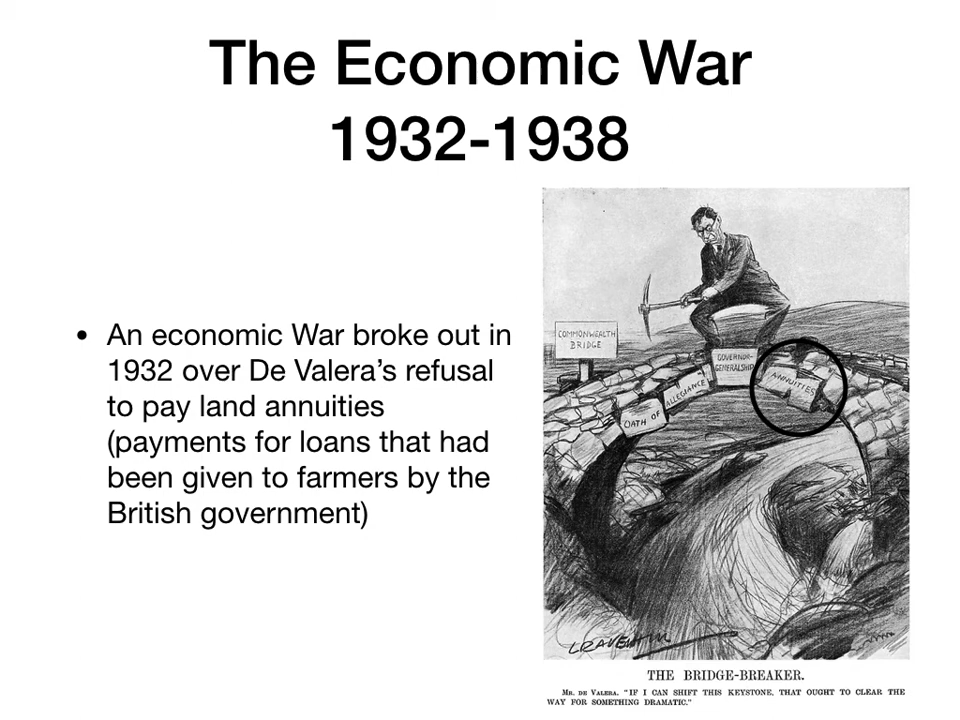 The Economic War
1932-1938
• An economic War broke out in
1932 over De Valera's refusal
to pay land annuities
(payments for loans that had
been given to farmers by the
British government)
COMMONWEALTH
BRIDGE
GOVERNOR-
GENERALSHIP
ANNUITIES
OATH OF
ALLEGIANCE
L.RAVENHILL
THE BRIDGE-BREAKER.
Mr. de Valera. "IF I CAN SHIFT THIS KEYSTONE, THAT OUGHT TO CLEAR THE
WAY FOR SOMETHING DRAMATIC."